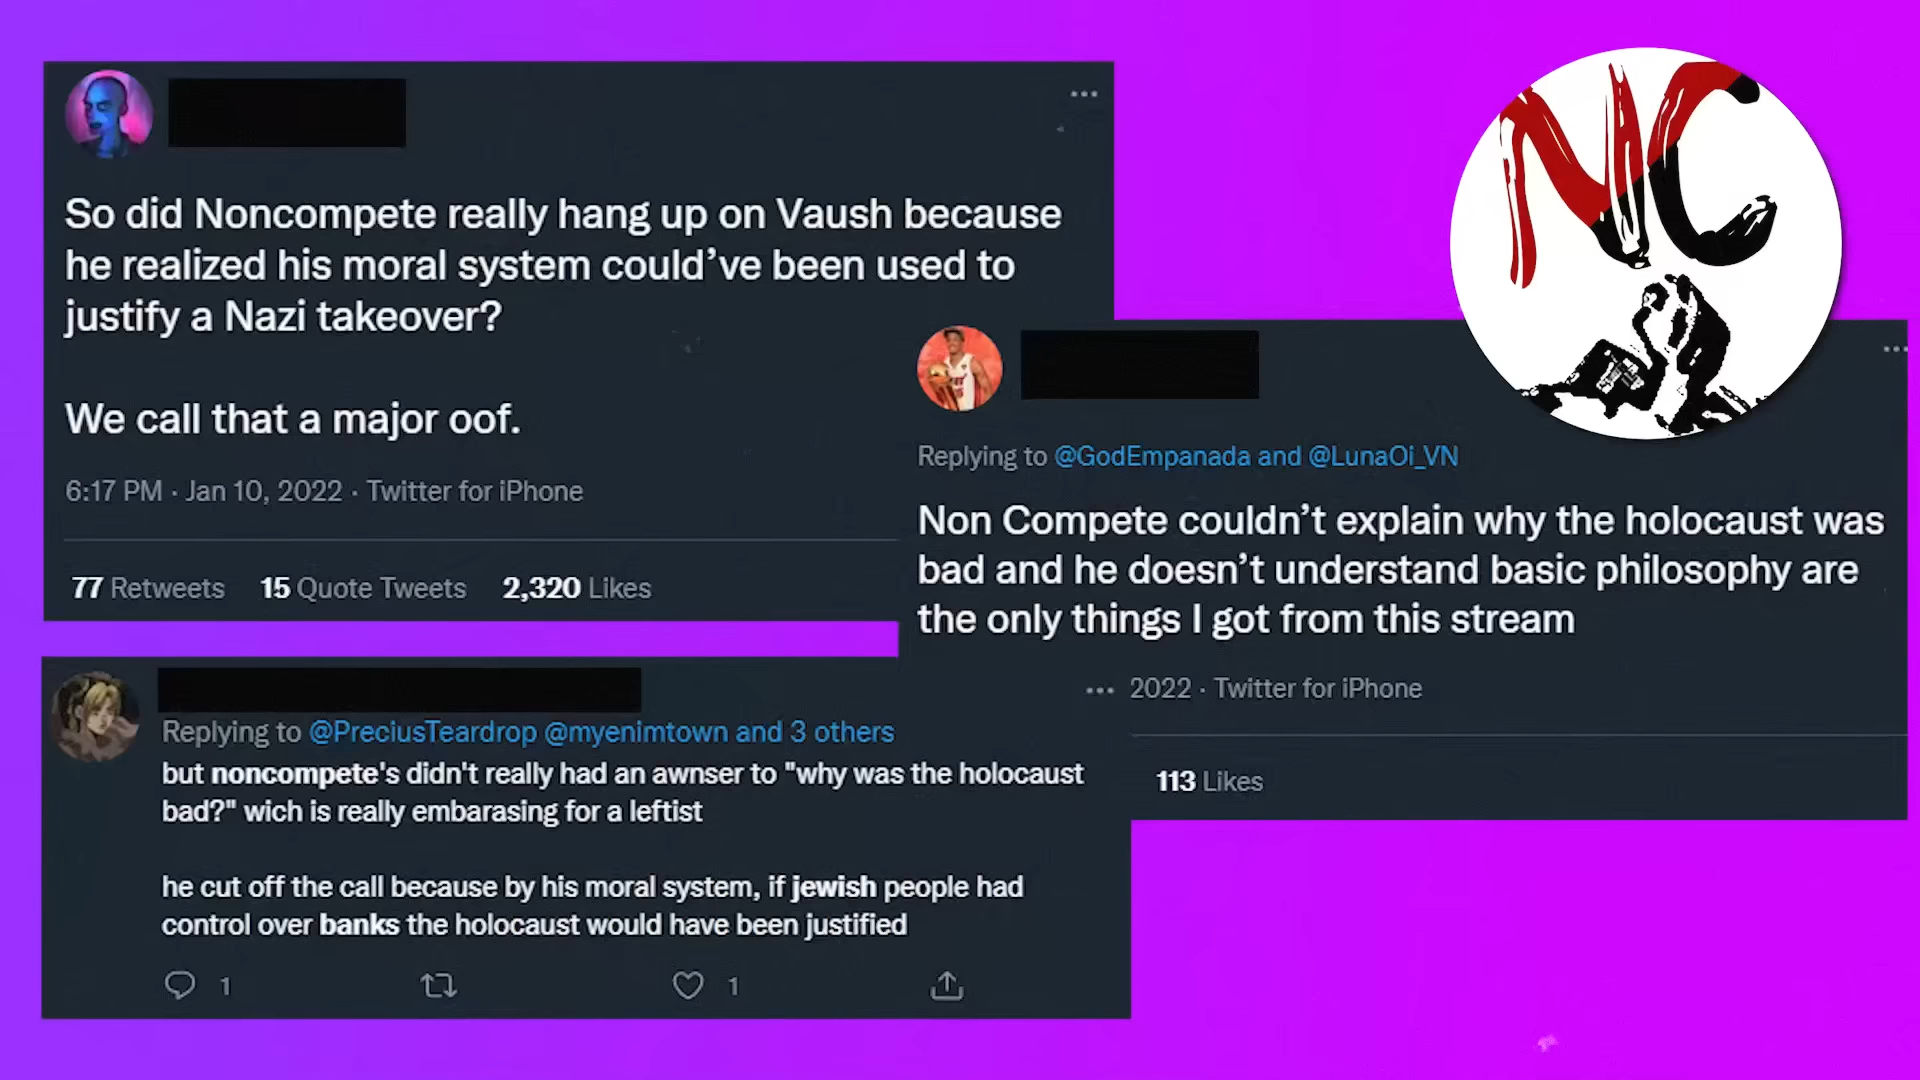 So did Noncompete really hang up on Vaush because
he realized his moral system could've been used to
justify a Nazi takeover?
We call that a major oof.
6:17 PM · Jan 10, 2022 · Twitter for iPhone
77 Retweets 15 Quote Tweets 2,320 Likes
NC
Replying to @GodEmpanada and @LunaOi_VN
Non Compete couldn't explain why the holocaust was
bad and he doesn't understand basic philosophy are
the only things I got from this stream
2022 · Twitter for iPhone
113 Likes
Replying to @PreciusTeardrop @myenimtown and 3 others
but noncompete's didn't really had an awnser to "why was the holocaust
bad?" wich is really embarasing for a leftist
he cut off the call because by his moral system, if jewish people had
control over banks the holocaust would have been justified
1 1